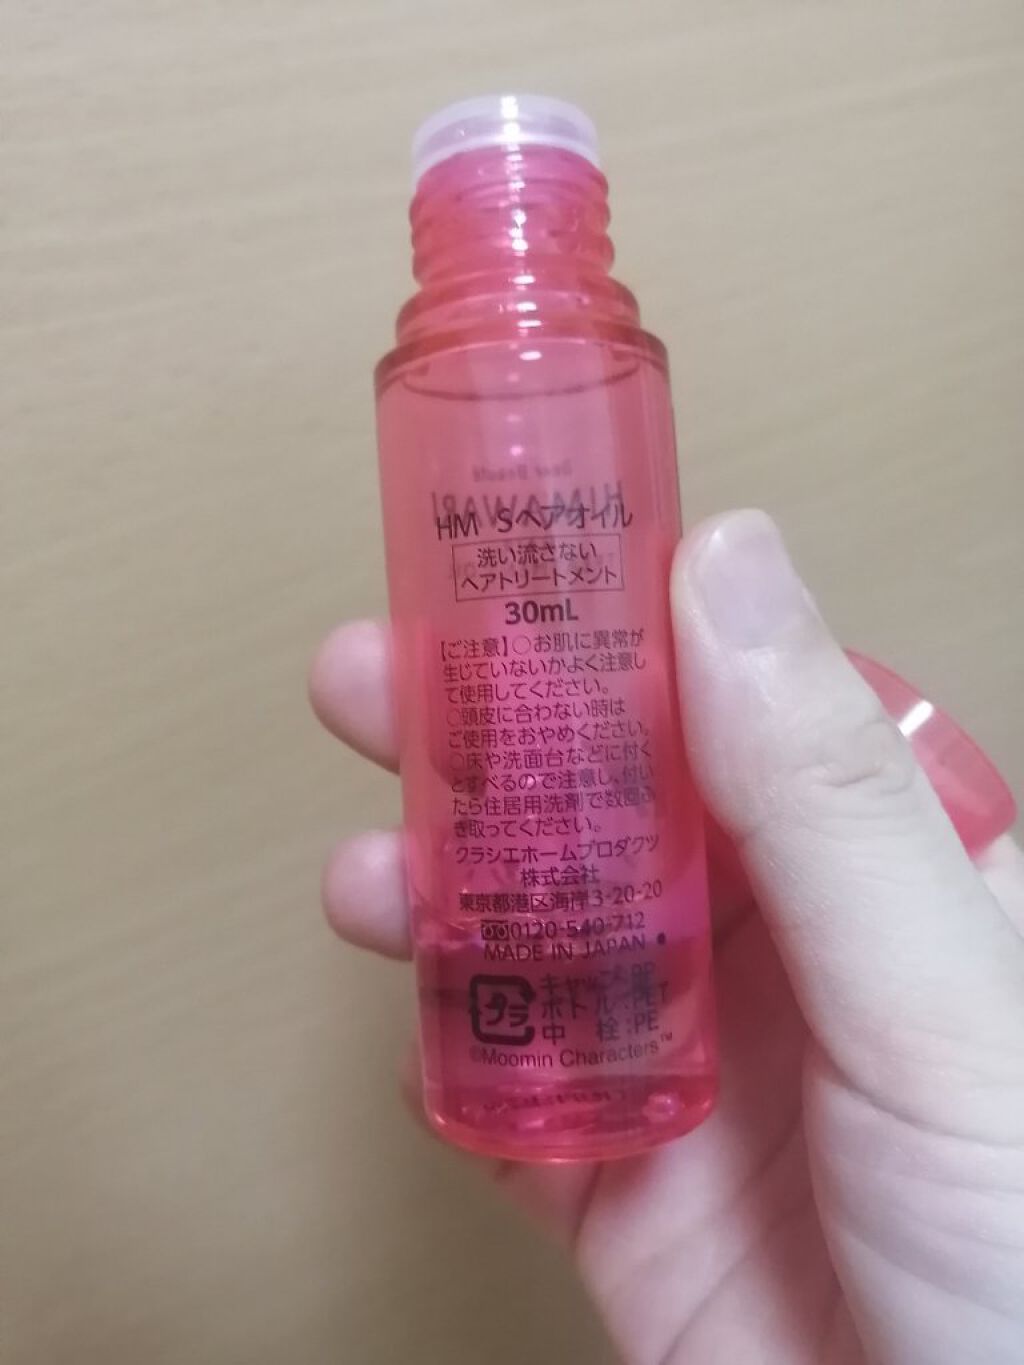 Dear Beauté
HIMAWARI
HM Sヘアオイル
洗い流さない
ヘアトリートメント
30mL
【ご注意】○お肌に異常が
生じていないかよく注意し
て使用してください。
○頭皮に合わない時は
ご使用をおやめください。
○床や洗面台などに付く
とすべるので注意し、付い
たら住居用洗剤で数回ふ
き取ってください。
クラシエホームプロダクツ
株式会社
東京都港区海岸3-20-20
0120-540-712
MADE IN JAPAN
プラ
キャップ:PP
ボトル:PET
中栓:PE
©Moomin Characters™